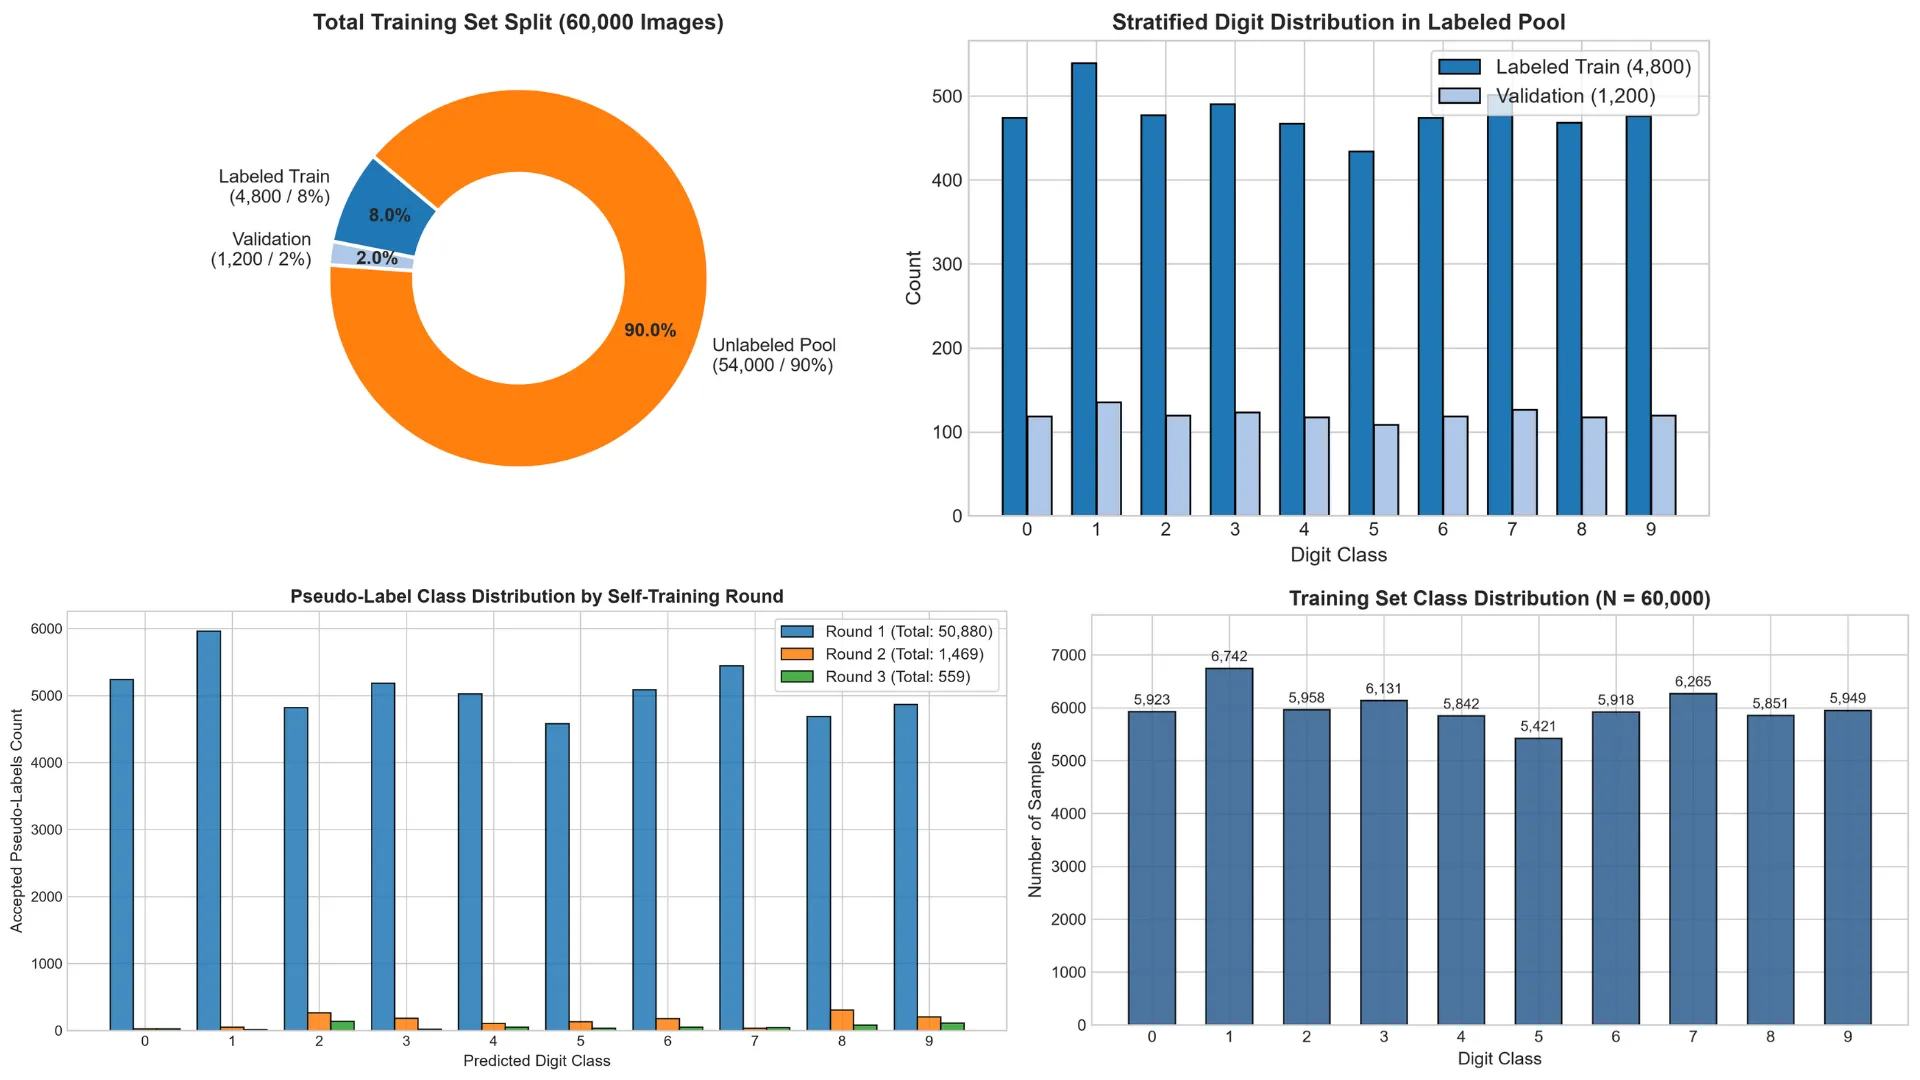 Total Training Set Split (60,000 Images)
Labeled Train
(4,800 / 8%)
8.0%
Validation
(1,200 / 2%)
2.0%
90.0%
Unlabeled Pool
(54,000 / 90%)
Stratified Digit Distribution in Labeled Pool
Labeled Train (4,800)
Validation (1,200)
500
400
300
200
100
0
Count
0 1 2 3 4 5 6 7 8 9
Digit Class
Pseudo-Label Class Distribution by Self-Training Round
Round 1 (Total: 50,880)
Round 2 (Total: 1,469)
Round 3 (Total: 559)
6000
5000
4000
3000
2000
1000
0
Accepted Pseudo-Labels Count
0 1 2 3 4 5 6 7 8 9
Predicted Digit Class
Training Set Class Distribution (N = 60,000)
7000
6000
5000
4000
3000
2000
1000
0
Number of Samples
5,923 6,742 5,958 6,131 5,842 5,421 5,918 6,265 5,851 5,949
0 1 2 3 4 5 6 7 8 9
Digit Class